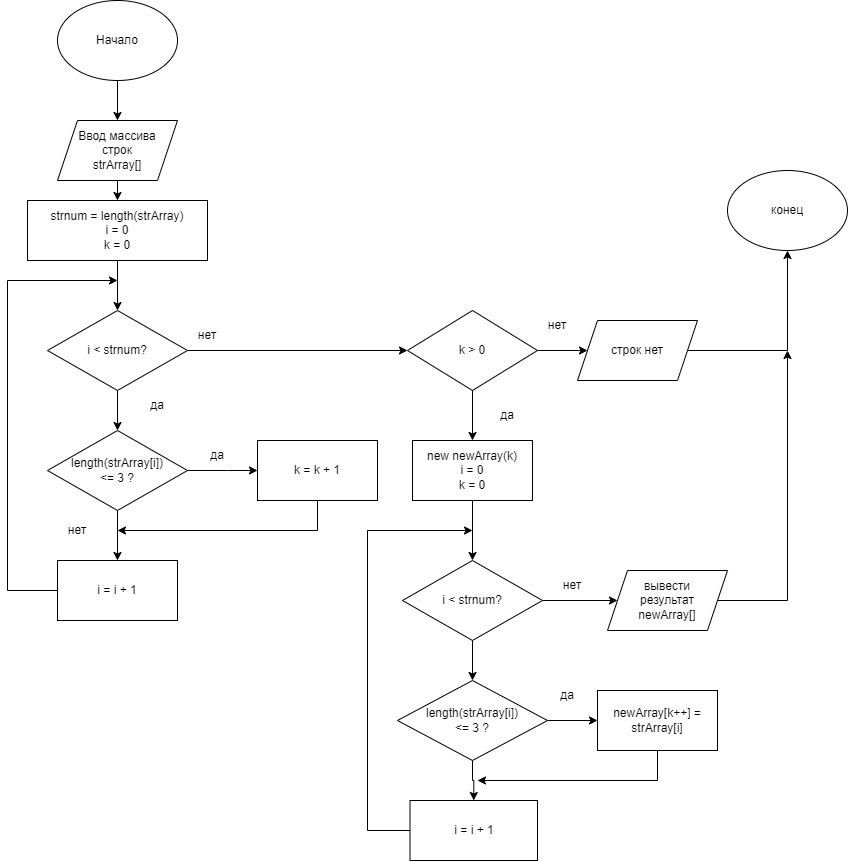 Начало
Ввод массива
строк
strArray[]
strnum = length(strArray)
i = 0
k = 0
конец
i < strnum?
нет
да
k > 0
нет
да
строк нет
length(strArray[i])
<= 3 ?
да
нет
k = k + 1
i = i + 1
new newArray(k)
i = 0
k = 0
i < strnum?
нет
вывести
результат
newArray[]
length(strArray[i])
<= 3 ?
да
newArray[k++] =
strArray[i]
i = i + 1